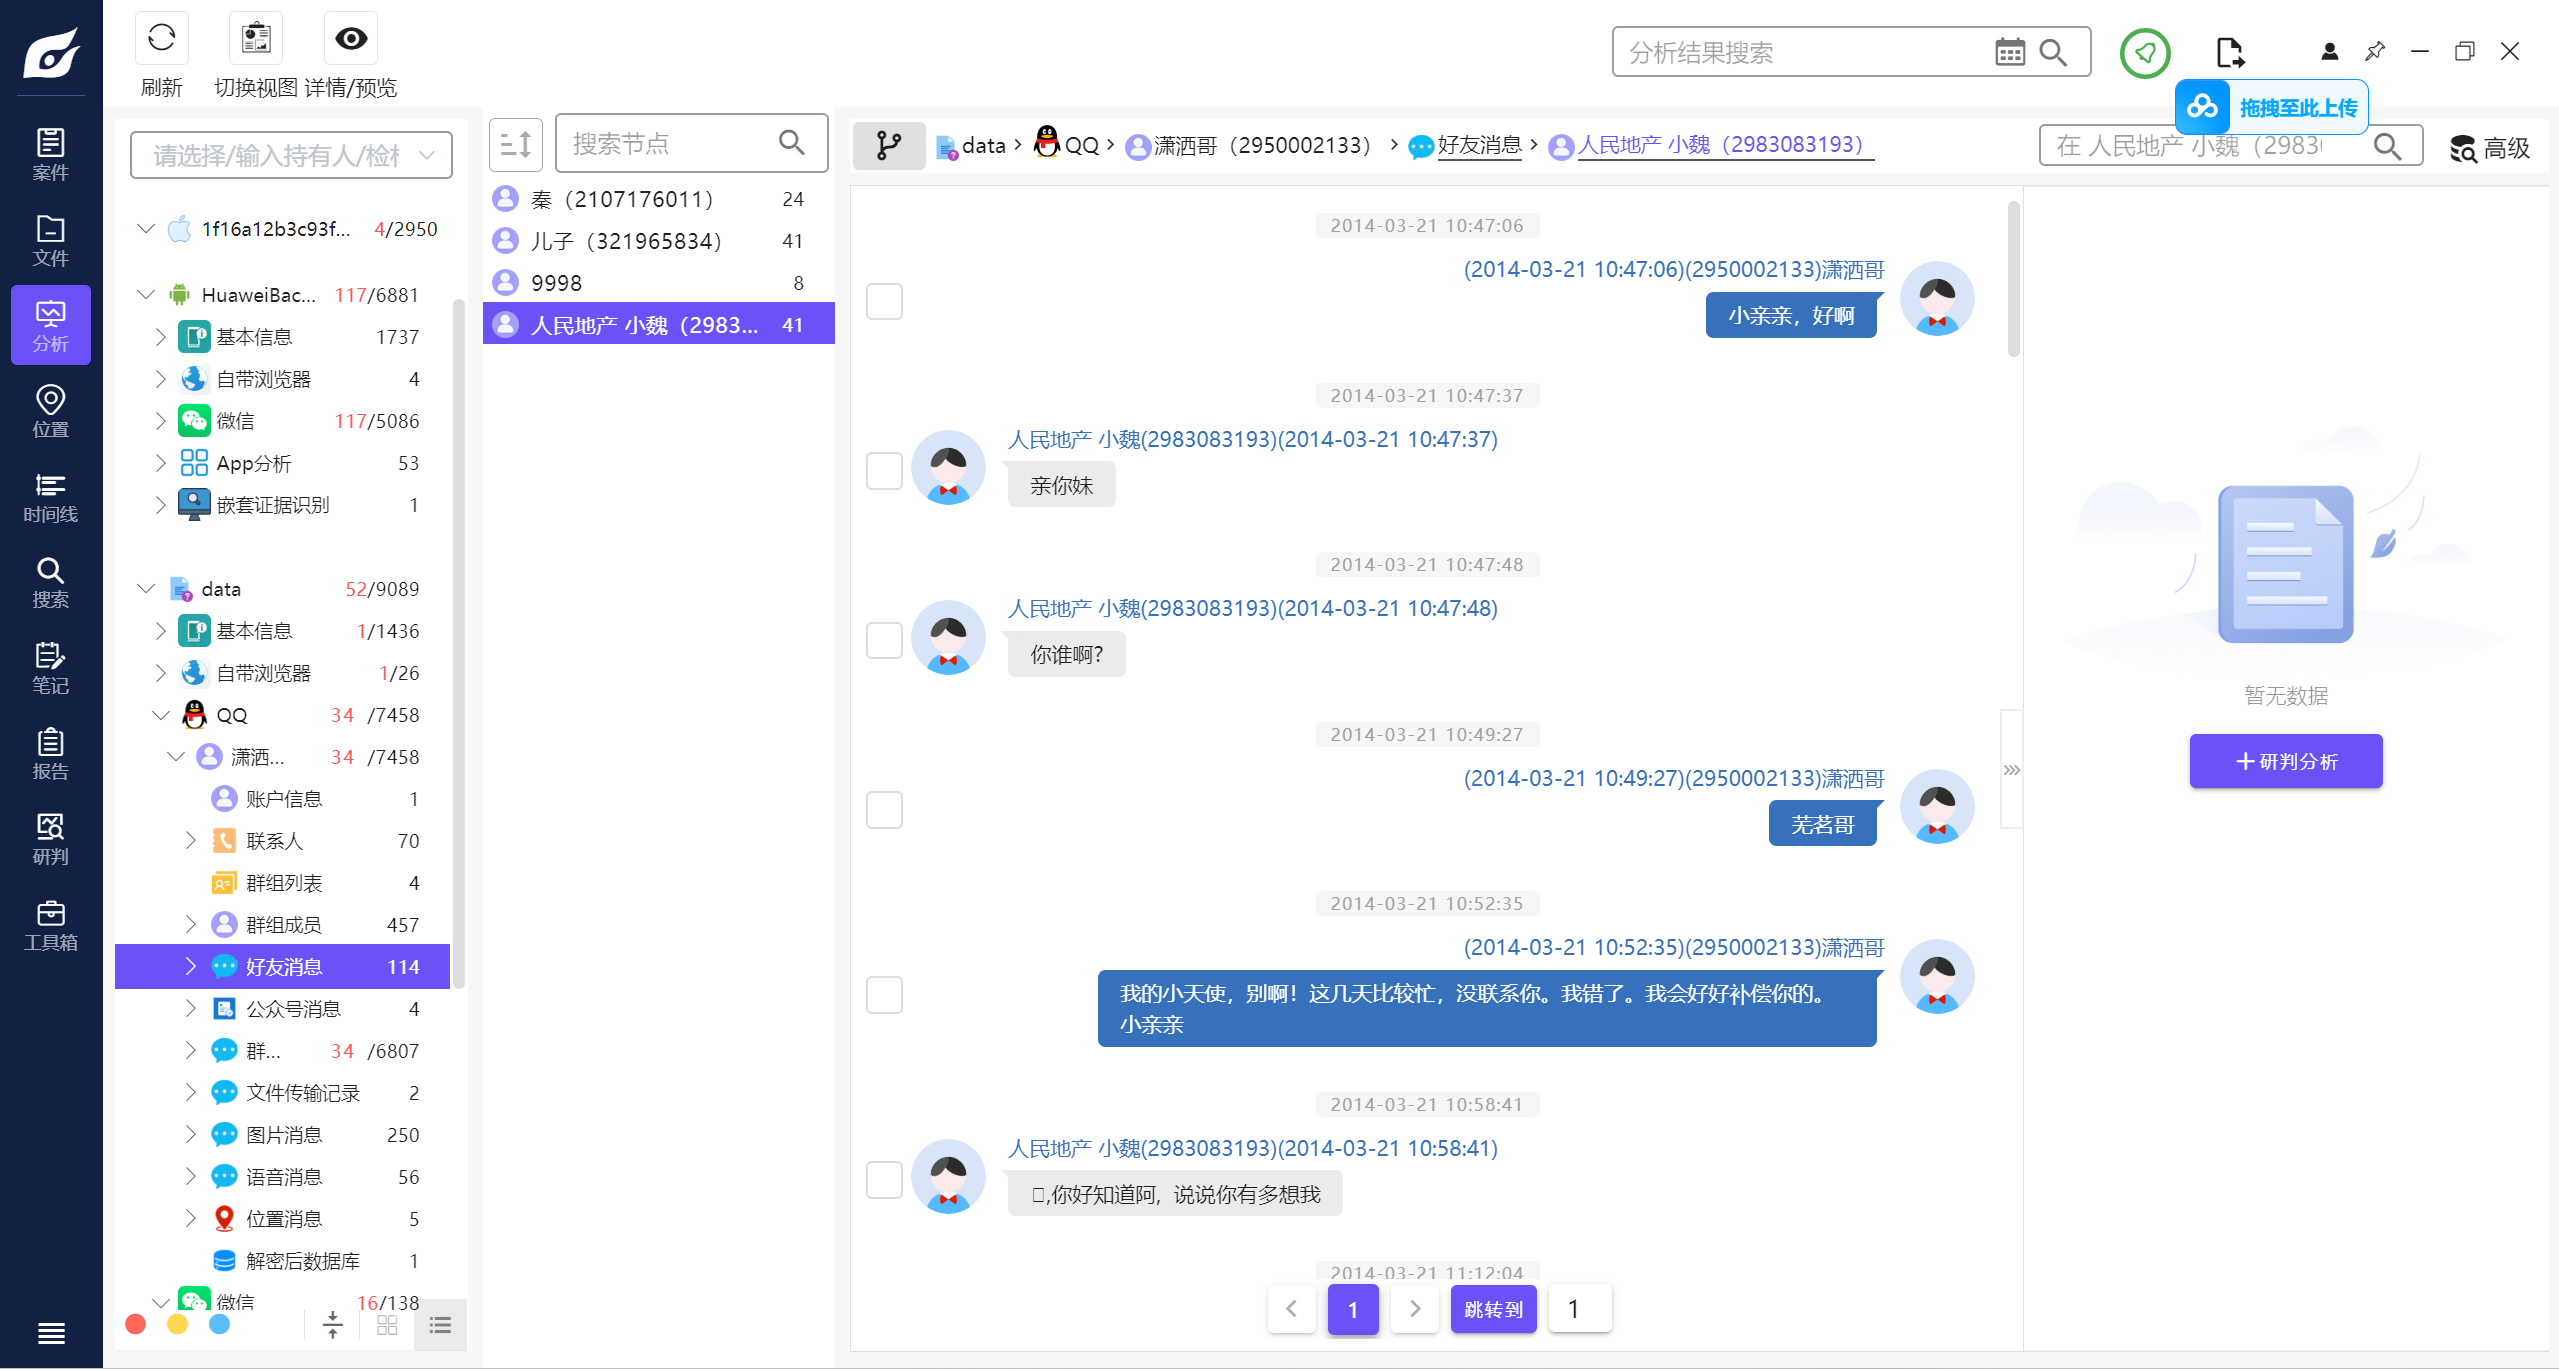 刷新
切换视图
详情/预览
分析结果搜索
拖拽至此上传
案件
文件
分析
位置
时间线
搜索
笔记
报告
研判
工具箱
请选择/输入持有人/检材
1f16a12b3c93f... 4/2950
HuaweiBac... 117/6881
基本信息 1737
自带浏览器 4
微信 117/5086
App分析 53
嵌套证据识别 1
data 52/9089
基本信息 1/1436
自带浏览器 1/26
QQ 34 /7458
潇洒... 34 /7458
账户信息 1
联系人 70
群组列表 4
群组成员 457
好友消息 114
公众号消息 4
群... 34 /6807
文件传输记录 2
图片消息 250
语音消息 56
位置消息 5
解密后数据库 1
微信 16/138
搜索节点
秦（2107176011） 24
儿子（321965834） 41
9998 8
人民地产 小魏（2983... 41
data › QQ › 潇洒哥（2950002133） › 好友消息 › 人民地产 小魏（2983083193）
在 人民地产 小魏（2983
高级
2014-03-21 10:47:06
(2014-03-21 10:47:06)(2950002133)潇洒哥
小亲亲，好啊
2014-03-21 10:47:37
人民地产 小魏(2983083193)(2014-03-21 10:47:37)
亲你妹
2014-03-21 10:47:48
人民地产 小魏(2983083193)(2014-03-21 10:47:48)
你谁啊?
2014-03-21 10:49:27
(2014-03-21 10:49:27)(2950002133)潇洒哥
芜茗哥
2014-03-21 10:52:35
(2014-03-21 10:52:35)(2950002133)潇洒哥
我的小天使，别啊！这几天比较忙，没联系你。我错了。我会好好补偿你的。
小亲亲
2014-03-21 10:58:41
人民地产 小魏(2983083193)(2014-03-21 10:58:41)
,你好知道阿，说说你有多想我
2014-03-21 11:12:04
1 跳转到 1
暂无数据
研判分析